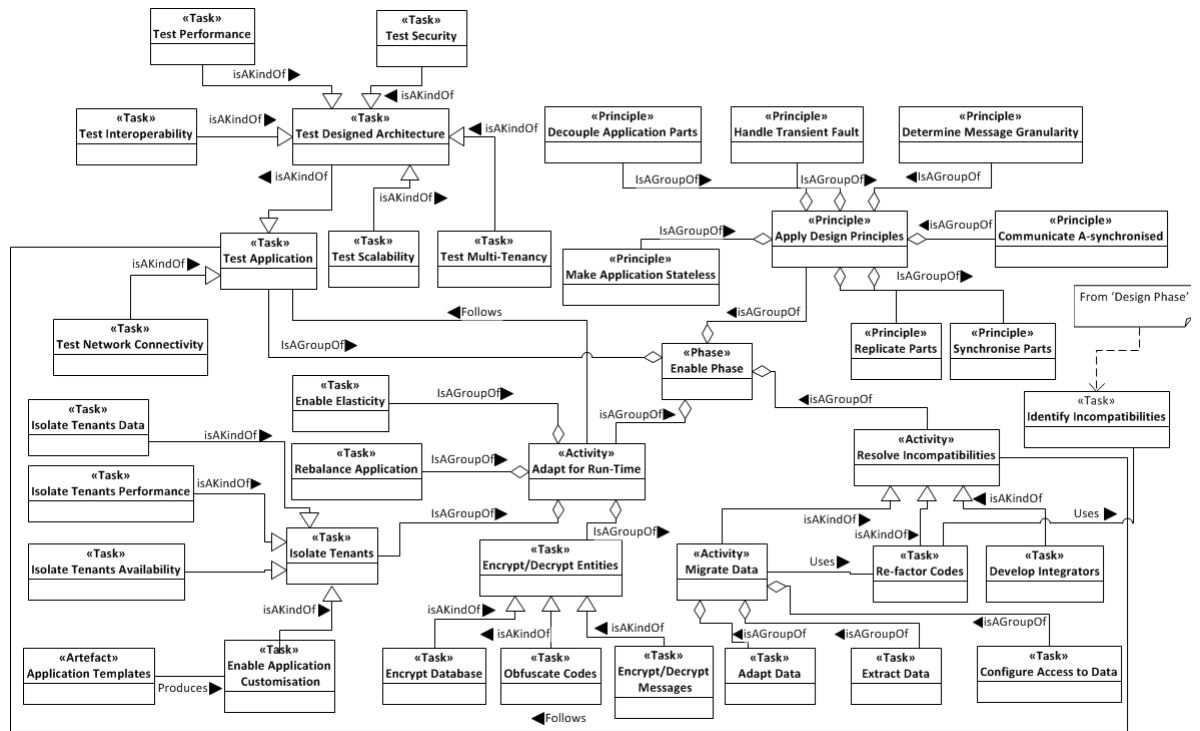 «Task»
Test Performance
«Task»
Test Security
isAKindOf
isAKindOf
«Task»
Test Interoperability
isAKindOf
«Task»
Test Designed Architecture
isAKindOf
«Principle»
Decouple Application Parts
«Principle»
Handle Transient Fault
«Principle»
Determine Message Granularity
isAKindOf
isAKindOf
IsAGroupOf
IsAGroupOf
isAGroupOf
«Task»
Test Application
«Task»
Test Scalability
«Task»
Test Multi-Tenancy
IsAGroupOf
«Principle»
Apply Design Principles
isAGroupOf
«Principle»
Communicate A-synchronised
isAKindOf
«Principle»
Make Application Stateless
IsAGroupOf
From ‘Design Phase’
Follows
isAGroupOf
«Task»
Test Network Connectivity
«Principle»
Replicate Parts
«Principle»
Synchronise Parts
IsAGroupOf
«Phase»
Enable Phase
«Task»
Enable Elasticity
IsAGroupOf
isAGroupOf
isAGroupOf
«Task»
Identify Incompatibilities
«Task»
Isolate Tenants Data
isAKindOf
«Activity»
Resolve Incompatibilities
«Task»
Rebalance Application
IsAGroupOf
«Activity»
Adapt for Run-Time
«Task»
Isolate Tenants Performance
isAKindOf
isAKindOf
IsAGroupOf
isAKindOf
Uses
«Task»
Isolate Tenants
IsAGroupOf
isAKindOf
«Task»
Isolate Tenants Availability
isAKindOf
«Task»
Encrypt/Decrypt Entities
«Activity»
Migrate Data
Uses
«Task»
Re-factor Codes
«Task»
Develop Integrators
isAKindOf
isAKindOf
isAKindOf
isAKindOf
isAGroupOf
isAGroupOf
isAGroupOf
«Artefact»
Application Templates
Produces
«Task»
Enable Application
Customisation
«Task»
Encrypt Database
«Task»
Obfuscate Codes
«Task»
Encrypt/Decrypt
Messages
«Task»
Adapt Data
«Task»
Extract Data
«Task»
Configure Access to Data
Follows